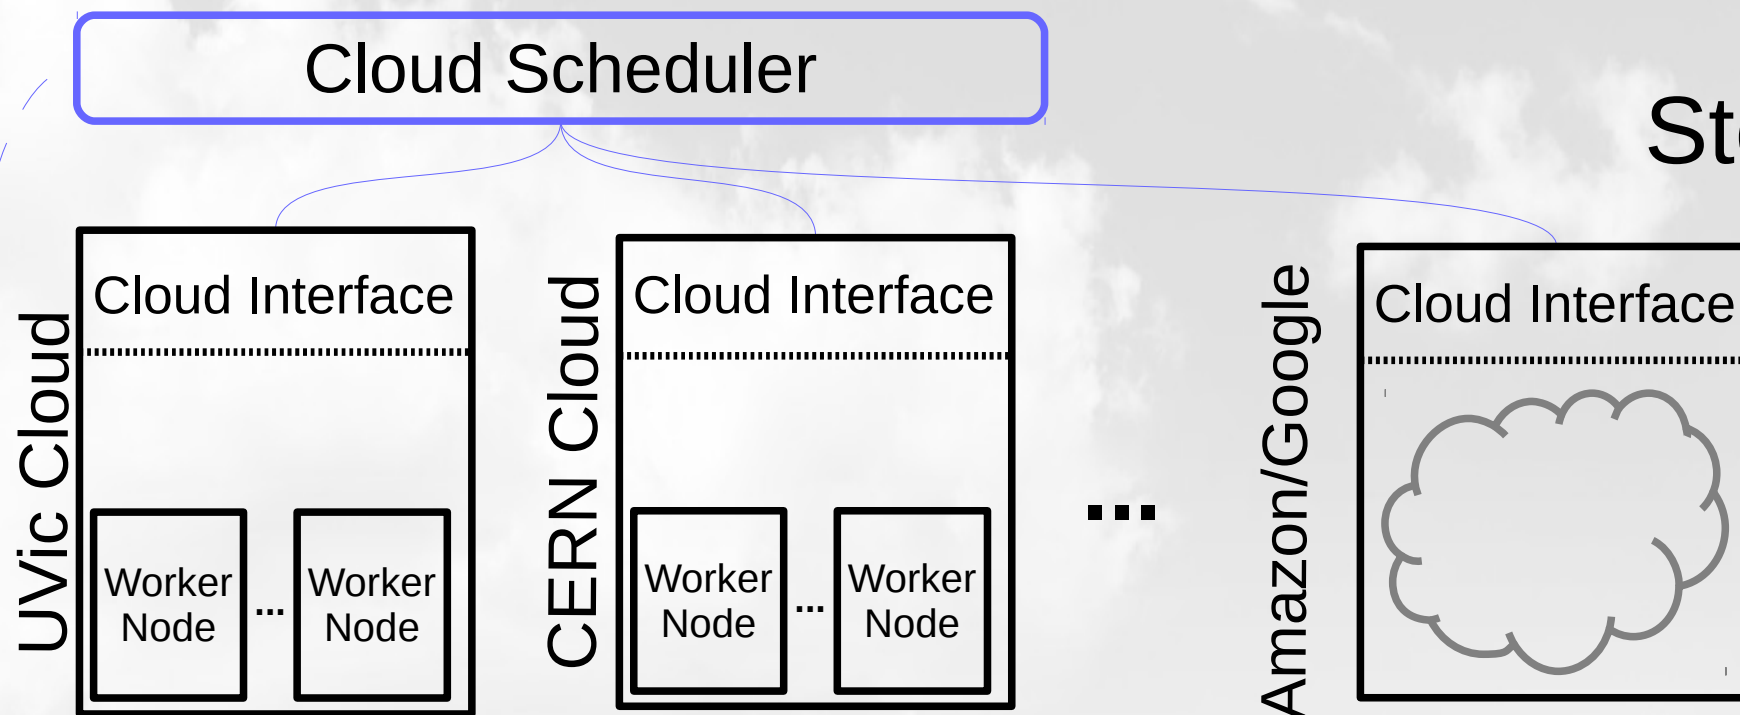 Cloud Scheduler
UVic Cloud
Cloud Interface
Worker
Node
...
Worker
Node
CERN Cloud
Cloud Interface
Worker
Node
...
Worker
Node
...
Amazon/Google
Cloud Interface